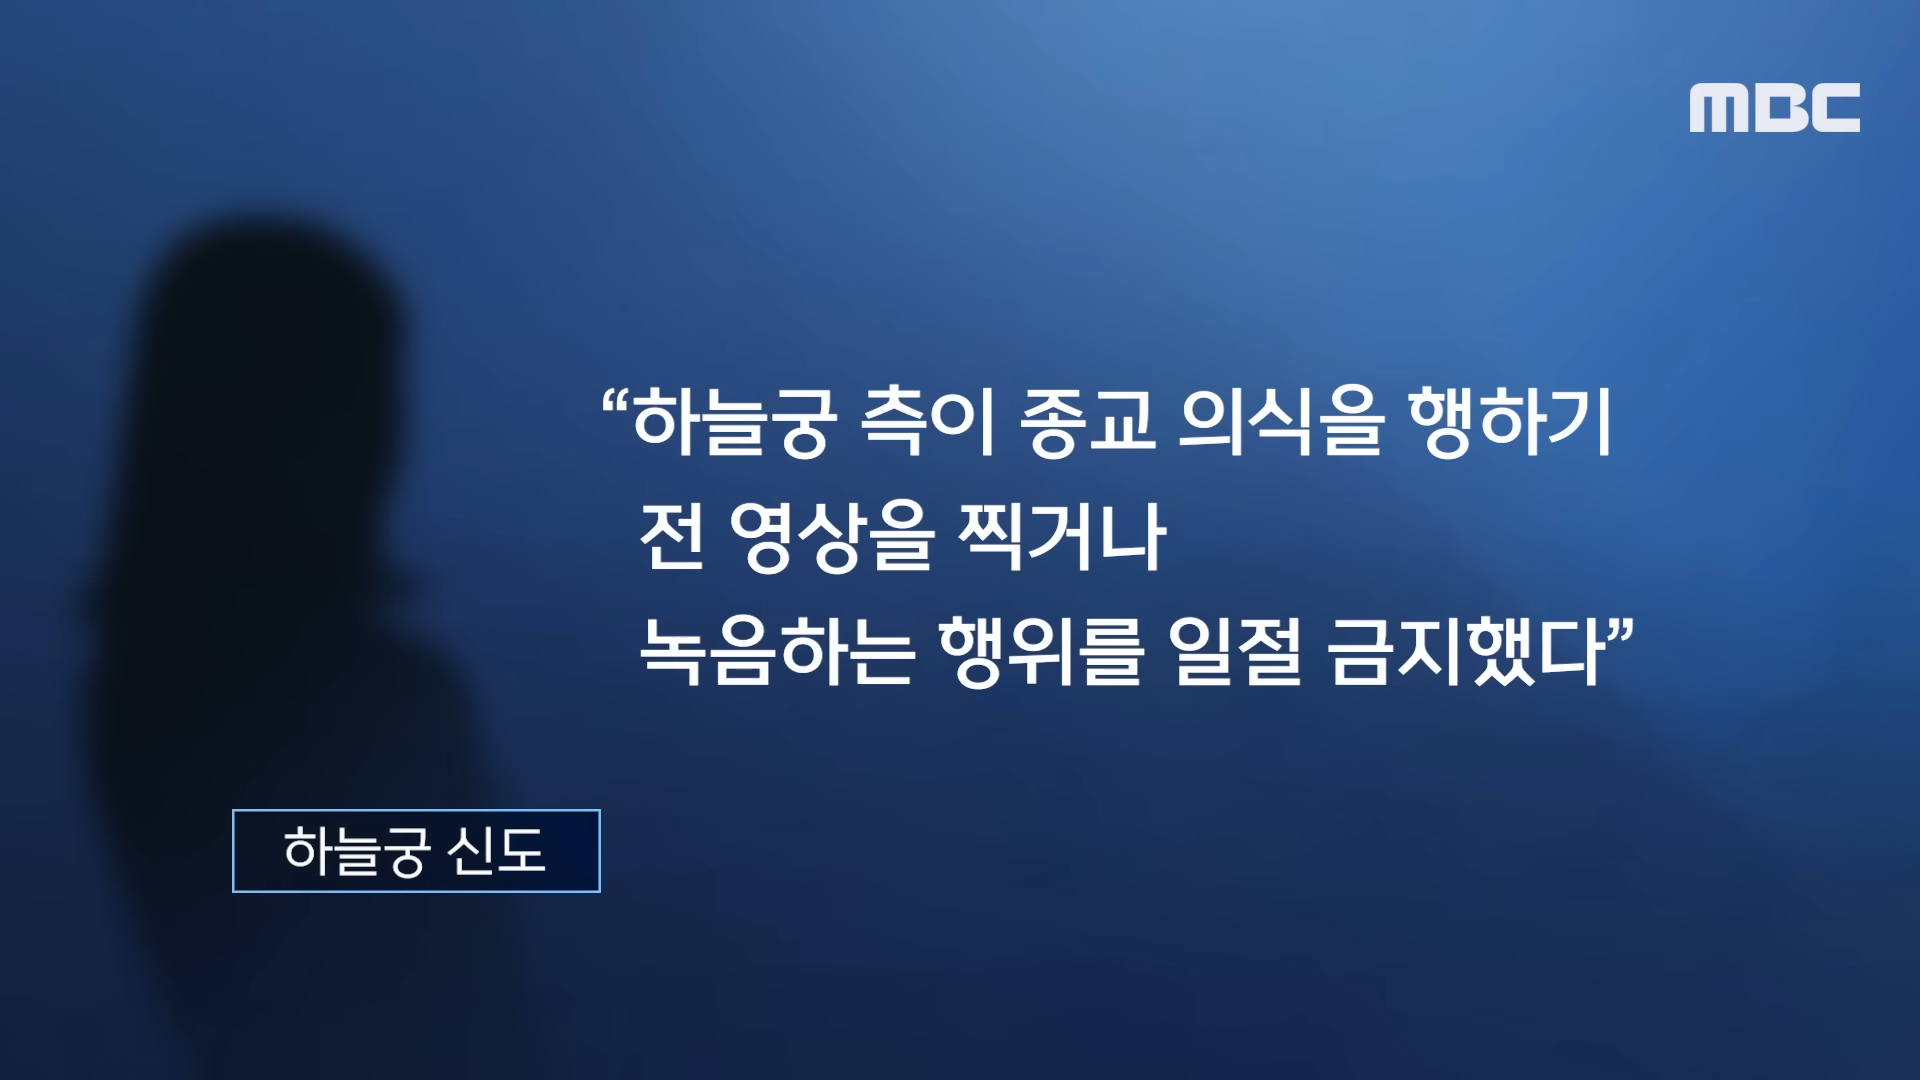 MBC
“하늘궁 측이 종교 의식을 행하기
전 영상을 찍거나
녹음하는 행위를 일절 금지했다”
하늘궁 신도